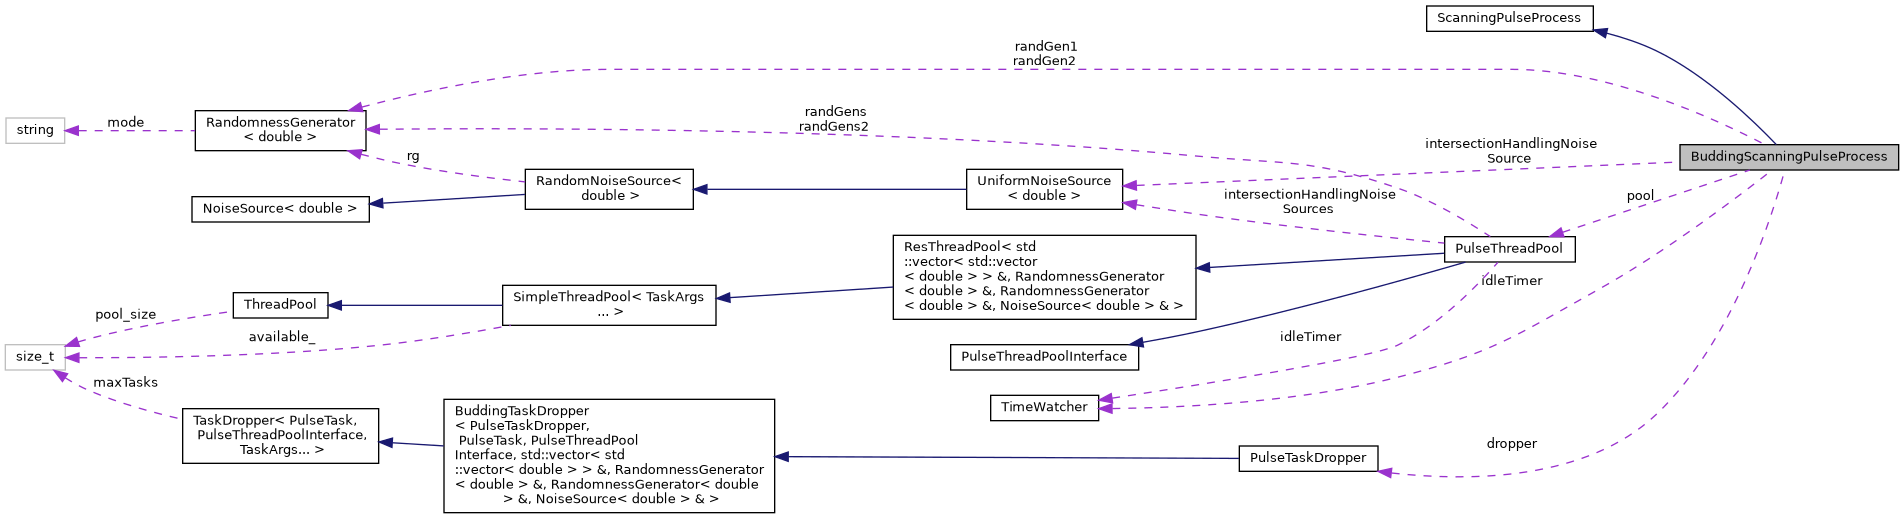 ScanningPulseProcess
randGen1
randGen2
string
mode
RandomnessGenerator
< double >
randGens
randGens2
rg
intersectionHandlingNoise
Source
BuddingScanningPulseProcess
NoiseSource< double >
RandomNoiseSource<
double >
UniformNoiseSource
< double >
intersectionHandlingNoise
Sources
pool
PulseThreadPool
ResThreadPool< std
::vector< std::vector
< double > > &, RandomnessGenerator
< double > &, RandomnessGenerator
< double > &, NoiseSource< double > & >
idleTimer
ThreadPool
SimpleThreadPool< TaskArgs
... >
pool_size
available_
size_t
idleTimer
PulseThreadPoolInterface
maxTasks
TimeWatcher
TaskDropper< PulseTask,
PulseThreadPoolInterface,
TaskArgs... >
BuddingTaskDropper
< PulseTaskDropper,
PulseTask, PulseThreadPool
Interface, std::vector< std
::vector< double > > &, RandomnessGenerator
< double > &, RandomnessGenerator< double
> &, NoiseSource< double > & >
dropper
PulseTaskDropper